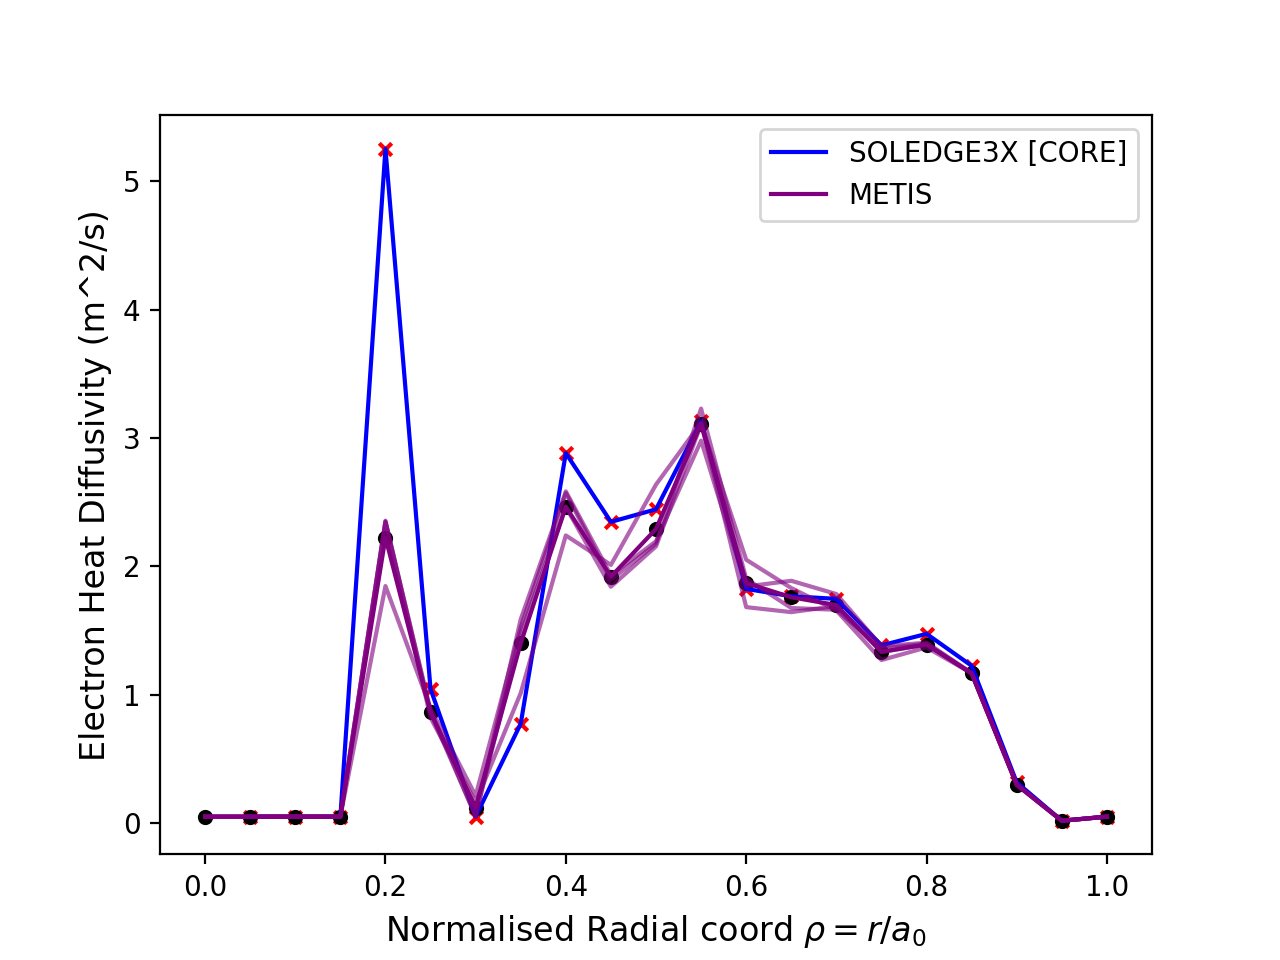 SOLEDGE3X [CORE]
METIS
Electron Heat Diffusivity (m^2/s)
5
4
3
2
1
0
0.0 0.2 0.4 0.6 0.8 1.0
Normalised Radial coord ρ = r/a₀